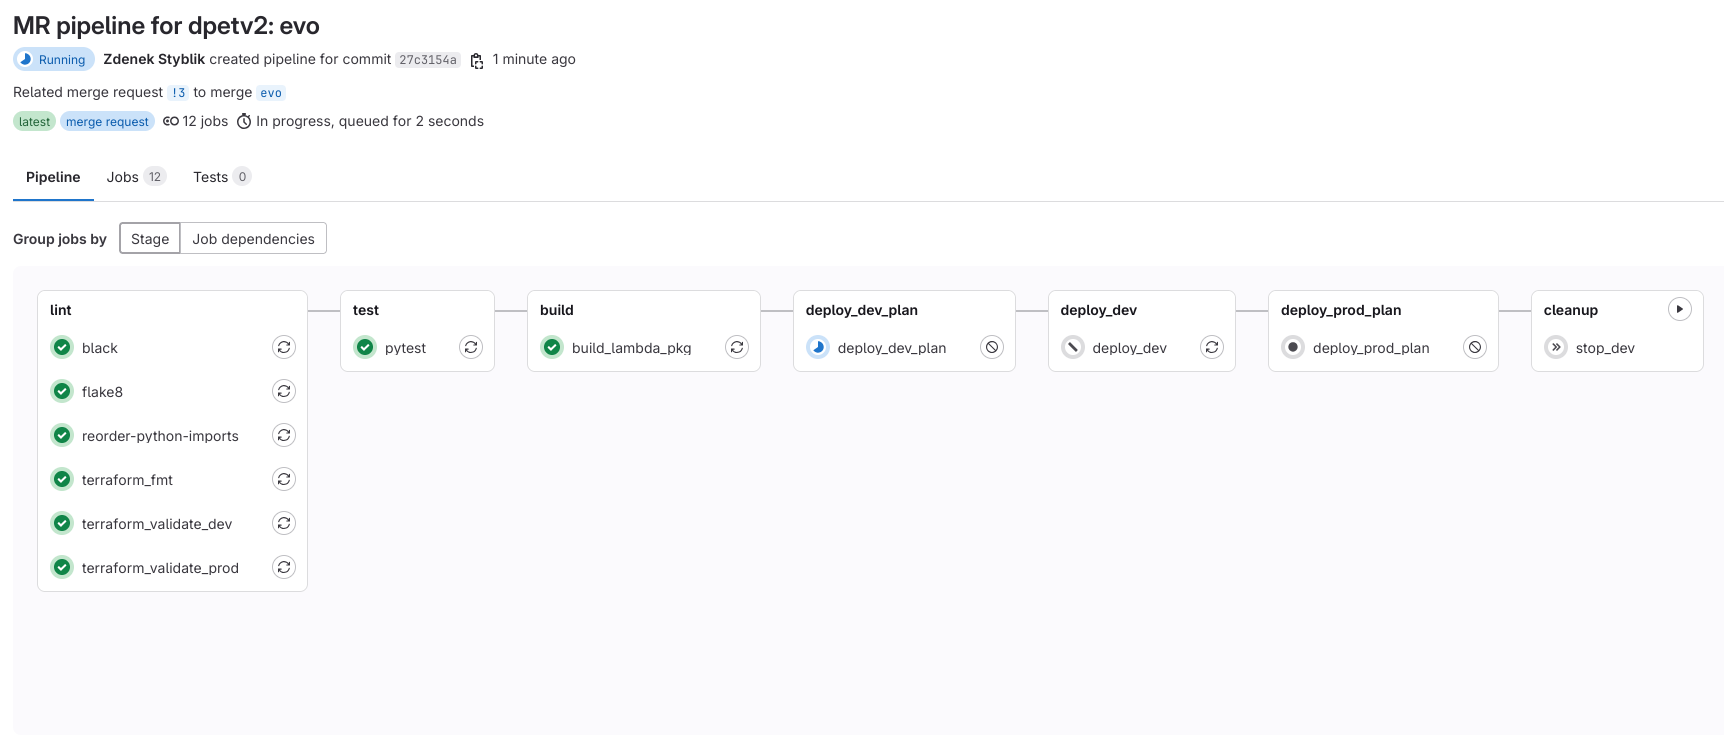 MR pipeline for dpetv2: evo
Running Zdenek Styblik created pipeline for commit 27c3154a 1 minute ago
Related merge request !3 to merge evo
latest merge request 12 jobs In progress, queued for 2 seconds
Pipeline Jobs 12 Tests 0
Group jobs by Stage Job dependencies
lint
black
flake8
reorder-python-imports
terraform_fmt
terraform_validate_dev
terraform_validate_prod
test
pytest
build
build_lambda_pkg
deploy_dev_plan
deploy_dev_plan
deploy_dev
deploy_dev
deploy_prod_plan
deploy_prod_plan
cleanup
stop_dev